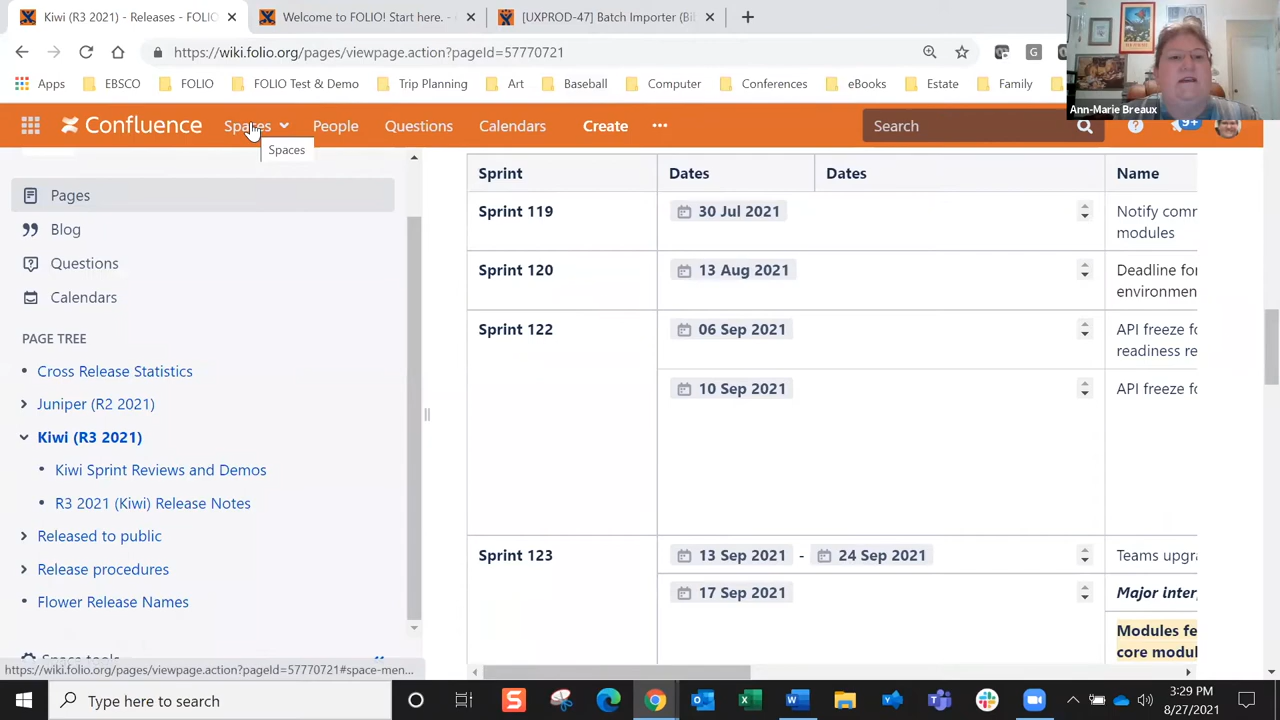 Kiwi (R3 2021) - Releases - FOLIO
Welcome to FOLIO! Start here. -
[UXPROD-47] Batch Importer (Bi
https://wiki.folio.org/pages/viewpage.action?pageId=57770721
Apps EBSCO FOLIO FOLIO Test & Demo Trip Planning Art Baseball Computer Conferences eBooks Estate Family
Ann-Marie Breaux
Confluence Spaces People Questions Calendars Create ••• Search ? 9+
Spaces
Pages
Blog
Questions
Calendars
PAGE TREE
Cross Release Statistics
Juniper (R2 2021)
Kiwi (R3 2021)
Kiwi Sprint Reviews and Demos
R3 2021 (Kiwi) Release Notes
Released to public
Release procedures
Flower Release Names
Space tools
https://wiki.folio.org/pages/viewpage.action?pageId=57770721#space-men...
Sprint Dates Dates Name
Sprint 119 30 Jul 2021 Notify com
modules
Sprint 120 13 Aug 2021 Deadline fo
environmen
Sprint 122 06 Sep 2021 API freeze fo
readiness re
10 Sep 2021 API freeze fo
Sprint 123 13 Sep 2021 - 24 Sep 2021 Teams upgra
17 Sep 2021 Major inter
Modules fe
core modul
Type here to search
3:29 PM
8/27/2021